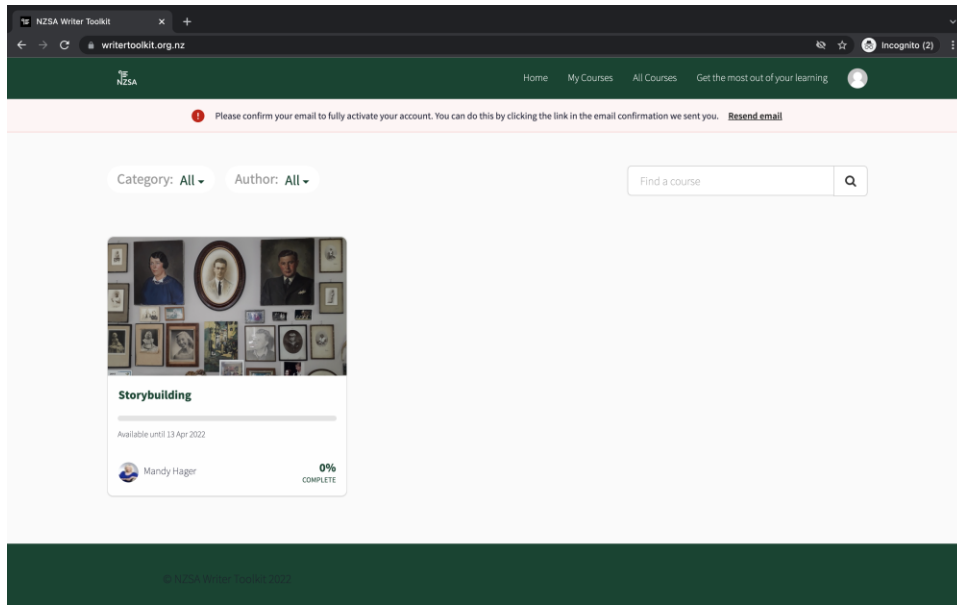 NZSA Writer Toolkit
writertoolkit.org.nz
Incognito (2)
NZSA
Home My Courses All Courses Get the most out of your learning
Please confirm your email to fully activate your account. You can do this by clicking the link in the email confirmation we sent you. Resend email
Category: All Author: All
Find a course
Storybuilding
Available until 13 Apr 2022
Mandy Hager
0%
COMPLETE
© NZSA Writer Toolkit 2022